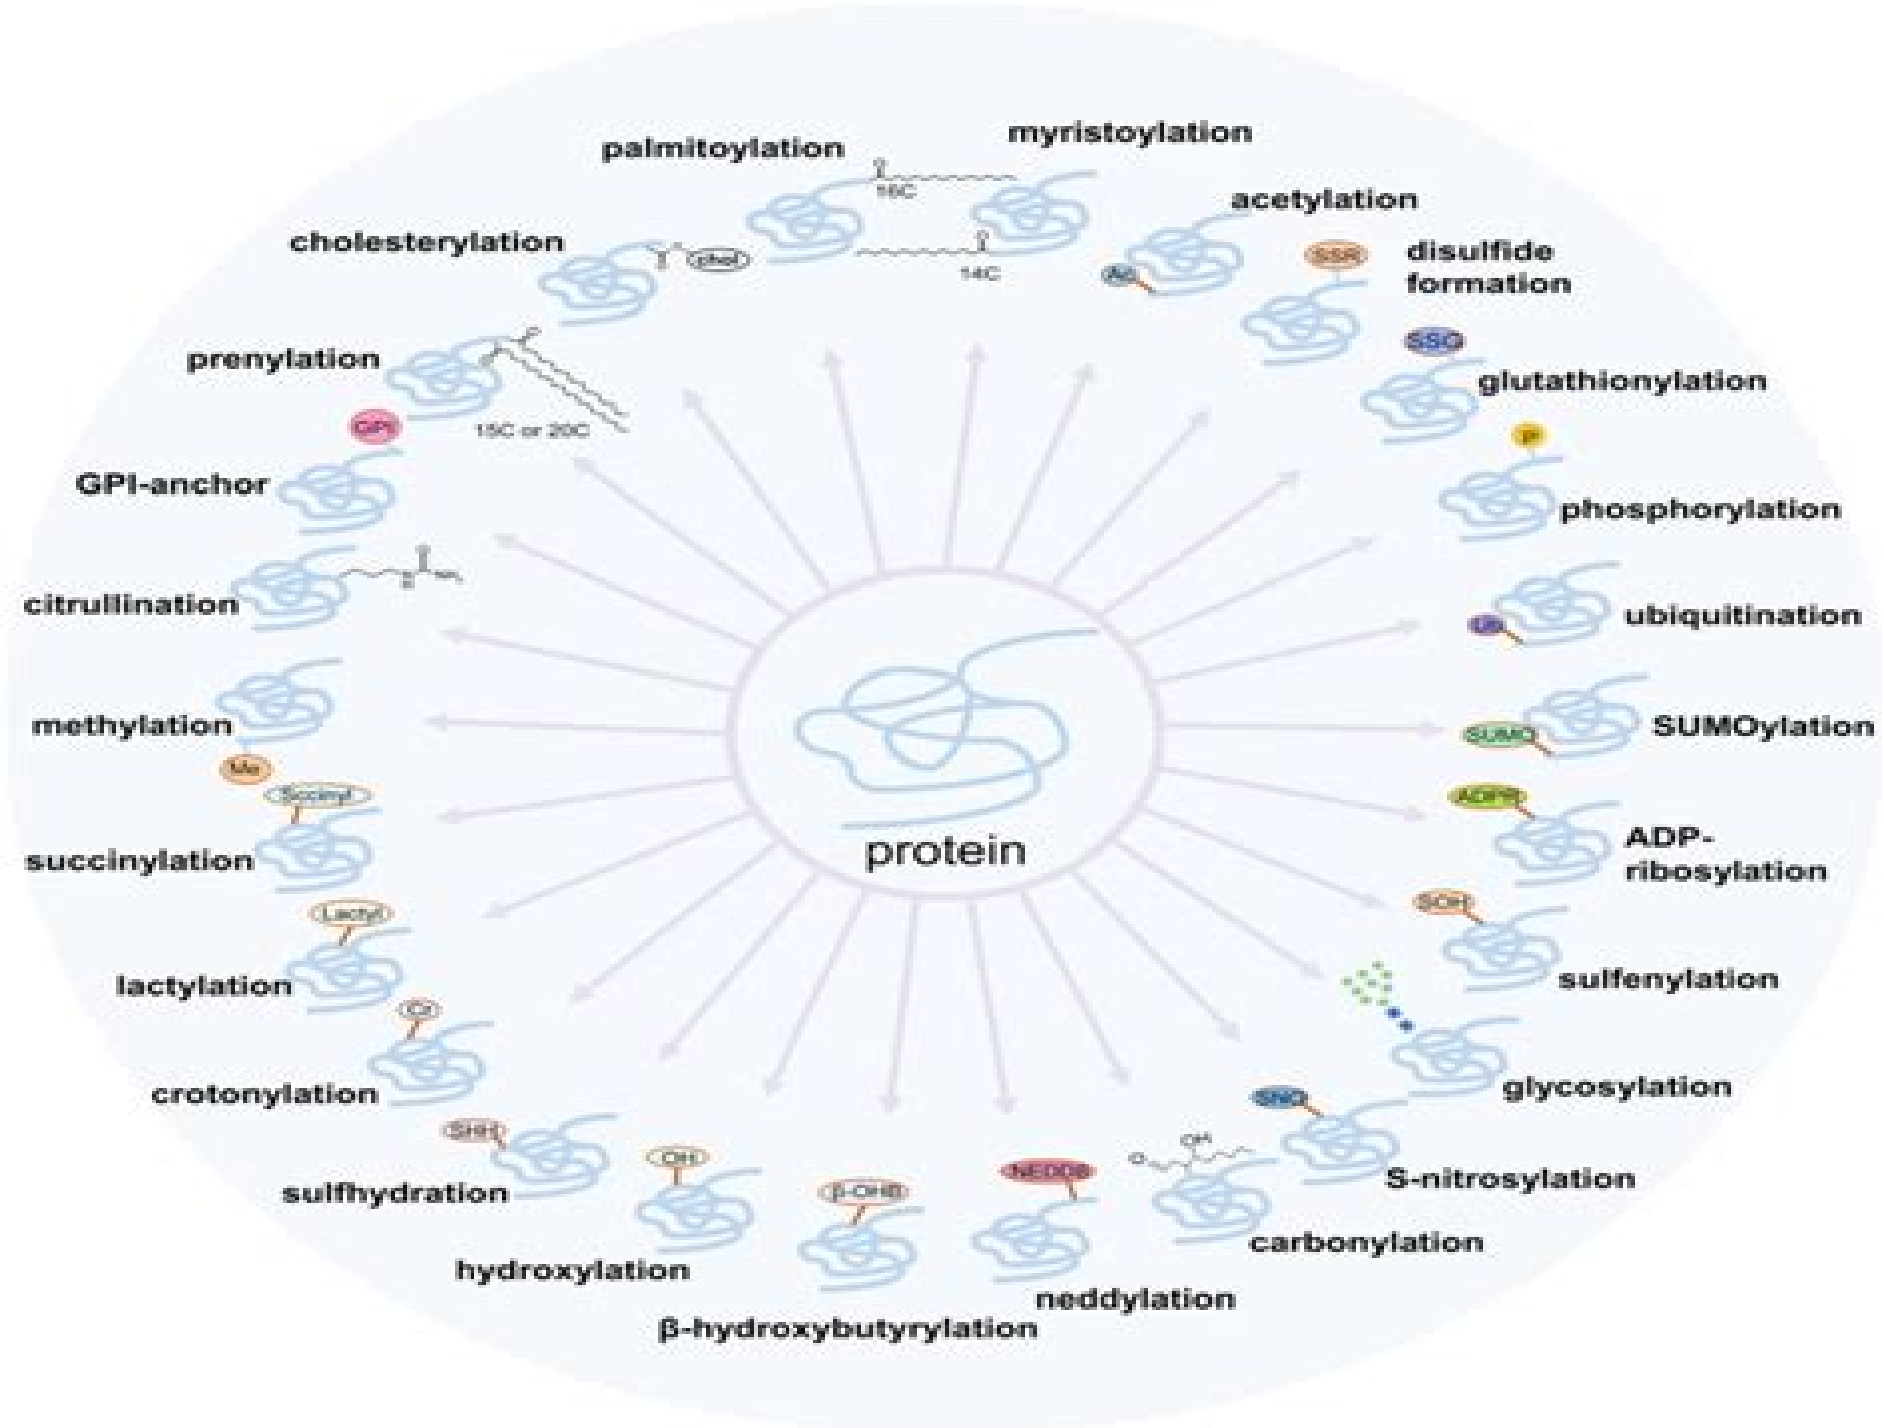 myristoylation
palmitoylation
16C
acetylation
cholesterylation
chol
disulfide
formation
SSR
14C
Ac
prenylation
15C or 20C
glutathionylation
GPI
GPI-anchor
P
phosphorylation
citrullination
ubiquitination
Ub
methylation
Me
SUMOylation
SUMO
Succinyl
succinylation
ADPR
ADP-
ribosylation
protein
Lactyl
lactylation
SOH
sulfenylation
Cr
crotonylation
glycosylation
SNO
S-nitrosylation
SHH
sulfhydration
OH
hydroxylation
β-OHB
β-hydroxybutyrylation
NEDD8
neddylation
OH
O
carbonylation